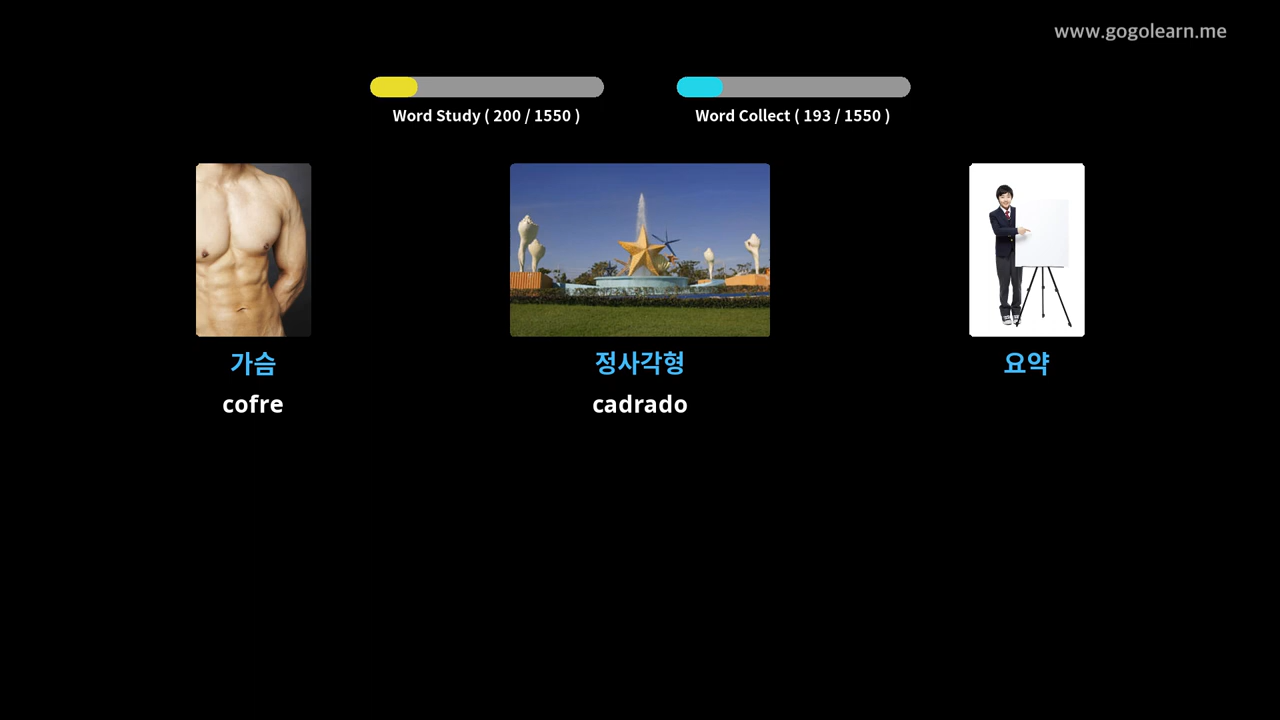 www.gogolearn.me
Word Study ( 200 / 1550 )
Word Collect ( 193 / 1550 )
가슴
정사각형
요약
cofre
cadrado